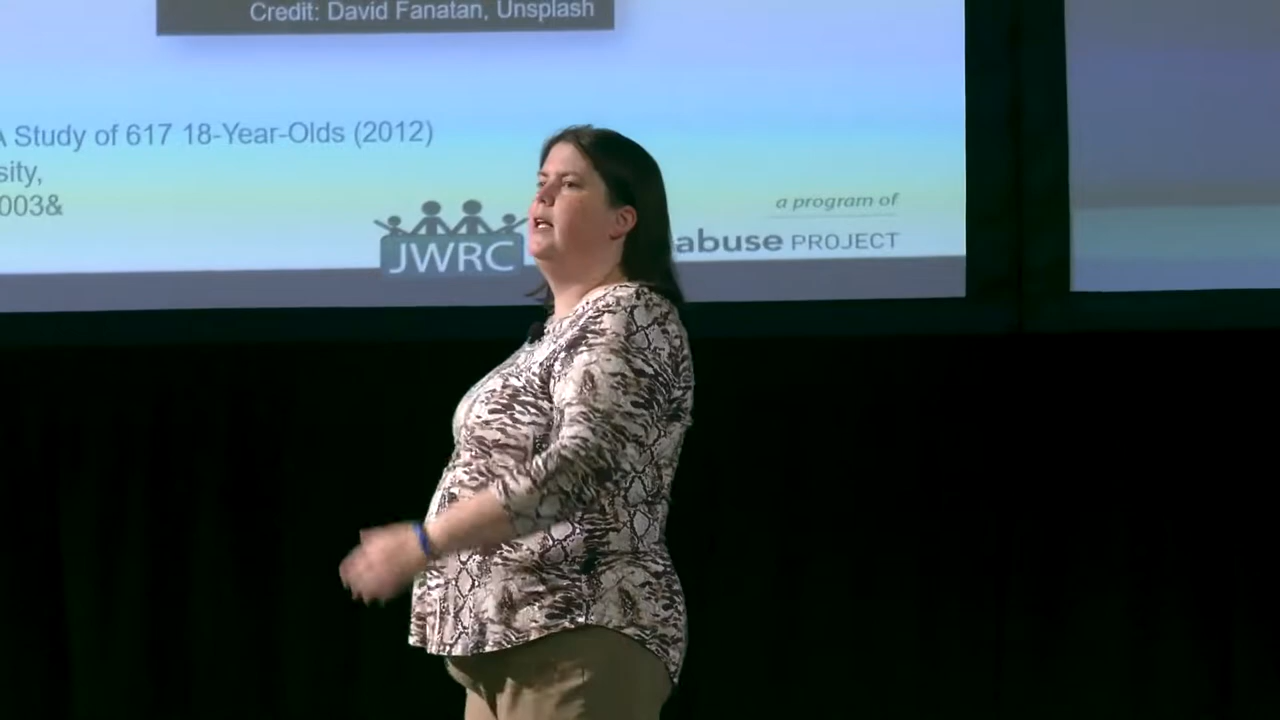 Credit: David Fanatan, Unsplash
A Study of 617 18-Year-Olds (2012)
sity,
003&
JWRC
a program of
abuse PROJECT